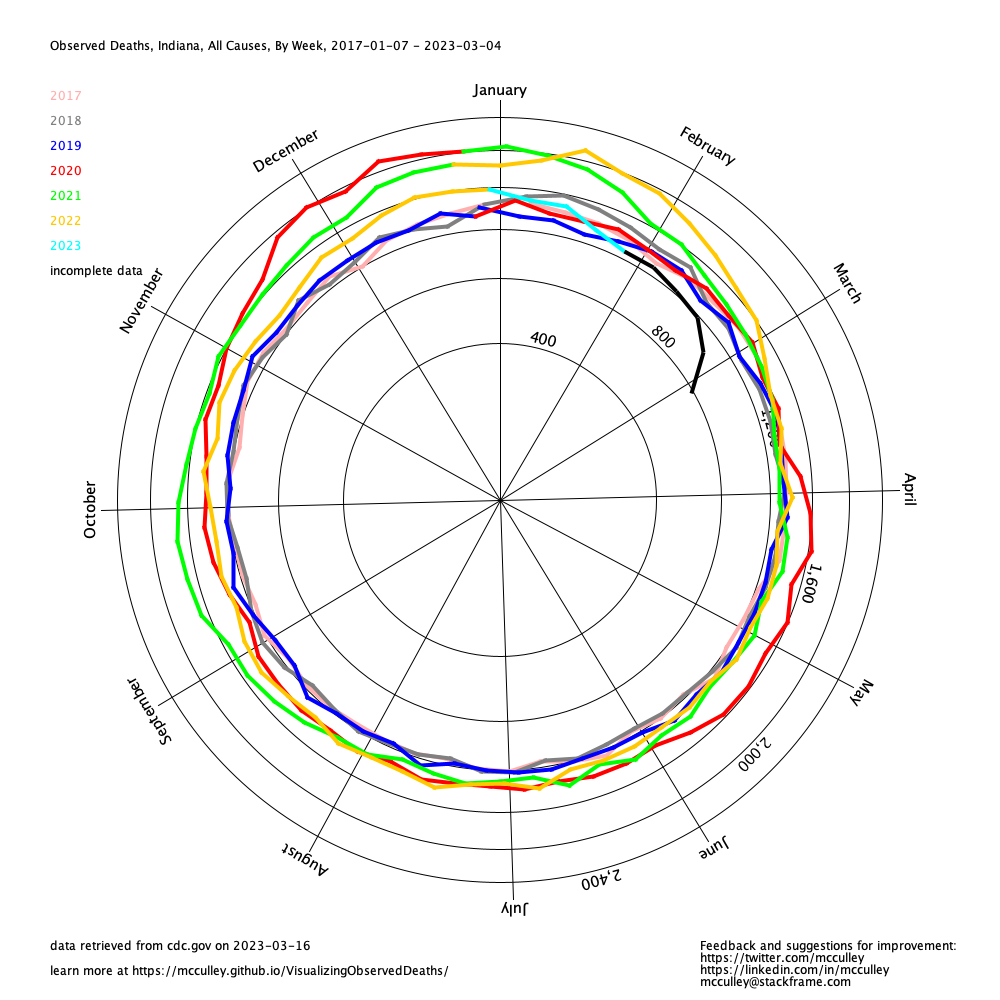 Observed Deaths, Indiana, All Causes, By Week, 2017-01-07 - 2023-03-04
2017
2018
2019
2020
2021
2022
2023
incomplete data
January
February
March
April
May
June
July
August
September
October
November
December
400
800
1,200
1,600
2,000
2,400
data retrieved from cdc.gov on 2023-03-16
learn more at https://mcculley.github.io/VisualizingObservedDeaths/
Feedback and suggestions for improvement:
https://twitter.com/mcculley
https://linkedin.com/in/mcculley
mcculley@stackframe.com